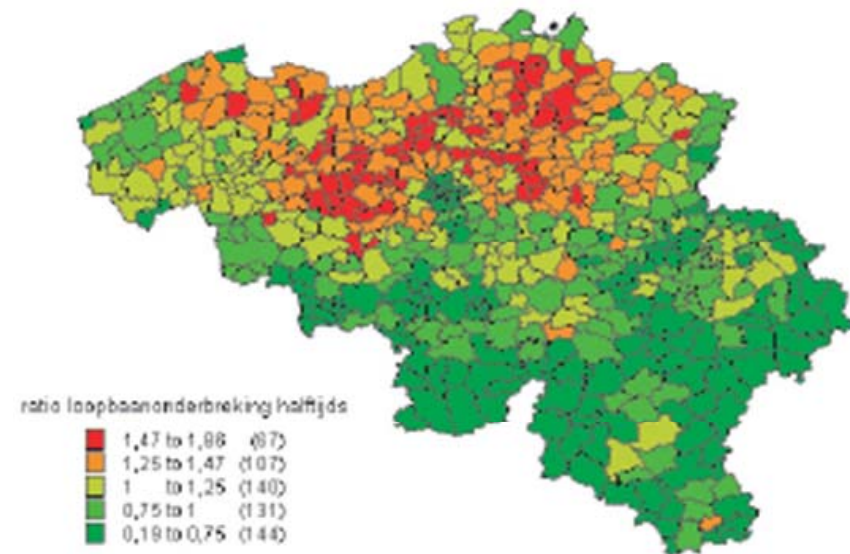 ratio loopbaanonderbreking halftijds
1,47 to 1,86 (67)
1,25 to 1,47 (107)
1 to 1,25 (140)
0,75 to 1 (131)
0,19 to 0,75 (144)